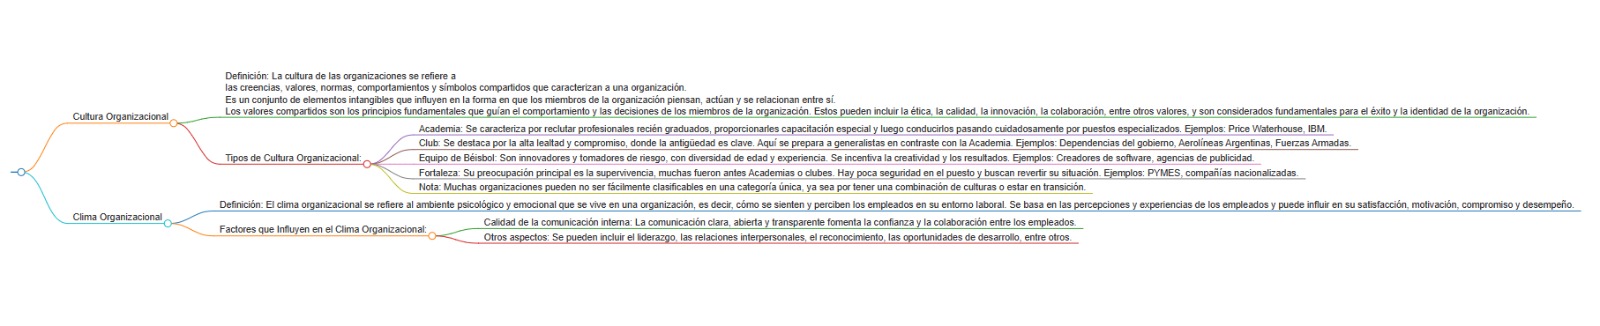 Definición: La cultura de las organizaciones se refiere a
las creencias, valores, normas, comportamientos y símbolos compartidos que caracterizan a una organización.
Es un conjunto de elementos intangibles que influyen en la forma en que los miembros de la organización piensan, actúan y se relacionan entre sí.
Los valores compartidos son los principios fundamentales que guían el comportamiento y las decisiones de los miembros de la organización. Estos pueden incluir la ética, la calidad, la innovación, la colaboración, entre otros valores, y son considerados fundamentales para el éxito y la identidad de la organización.
Cultura Organizacional
Academia: Se caracteriza por reclutar profesionales recién graduados, proporcionarles capacitación especial y luego conducirlos pasando cuidadosamente por puestos especializados. Ejemplos: Price Waterhouse, IBM.
Club: Se destaca por la alta lealtad y compromiso, donde la antigüedad es clave. Aquí se prepara a generalistas en contraste con la Academia. Ejemplos: Dependencias del gobierno, Aerolíneas Argentinas, Fuerzas Armadas.
Tipos de Cultura Organizacional:
Equipo de Béisbol: Son innovadores y tomadores de riesgo, con diversidad de edad y experiencia. Se incentiva la creatividad y los resultados. Ejemplos: Creadores de software, agencias de publicidad.
Fortaleza: Su preocupación principal es la supervivencia, muchas fueron antes Academias o clubes. Hay poca seguridad en el puesto y buscan revertir su situación. Ejemplos: PYMES, compañías nacionalizadas.
Nota: Muchas organizaciones pueden no ser fácilmente clasificables en una categoría única, ya sea por tener una combinación de culturas o estar en transición.
Clima Organizacional
Definición: El clima organizacional se refiere al ambiente psicológico y emocional que se vive en una organización, es decir, cómo se sienten y perciben los empleados en su entorno laboral. Se basa en las percepciones y experiencias de los empleados y puede influir en su satisfacción, motivación, compromiso y desempeño.
Factores que Influyen en el Clima Organizacional:
Calidad de la comunicación interna: La comunicación clara, abierta y transparente fomenta la confianza y la colaboración entre los empleados.
Otros aspectos: Se pueden incluir el liderazgo, las relaciones interpersonales, el reconocimiento, las oportunidades de desarrollo, entre otros.